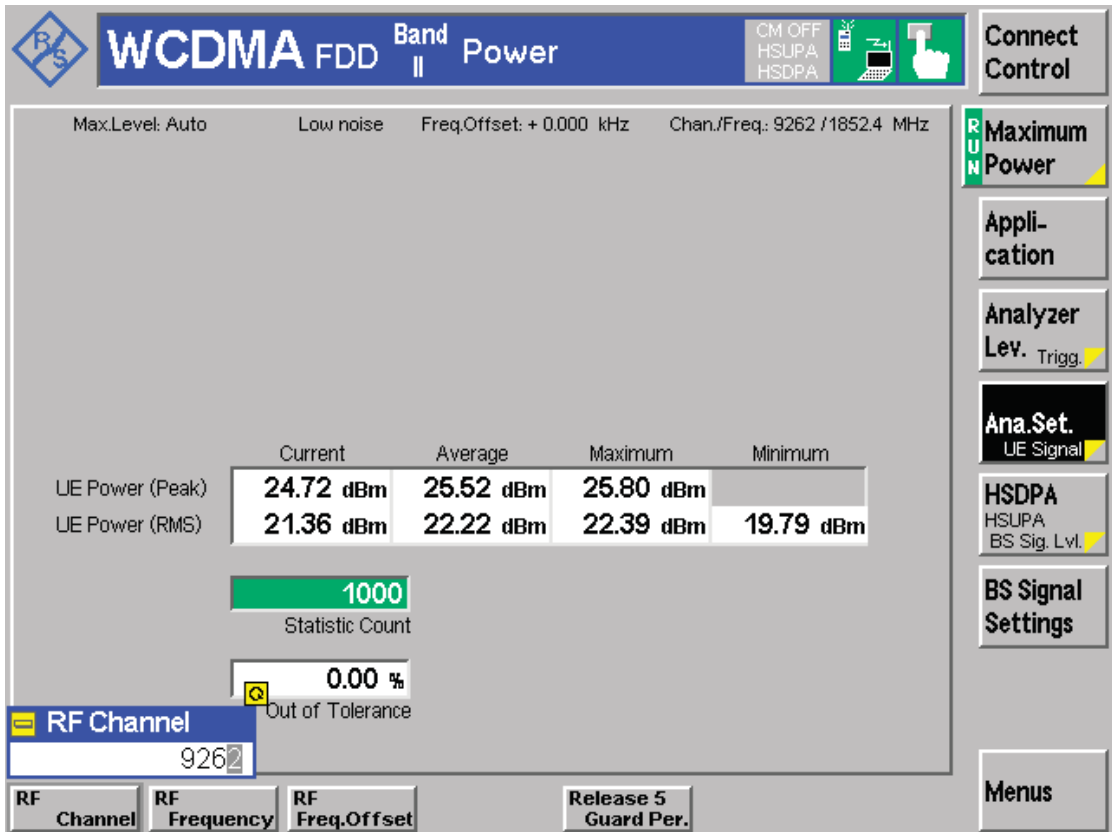 R/S
WCDMA FDD Band II Power
CM OFF
HSUPA
HSDPA
Connect
Control
Max.Level: Auto Low noise Freq.Offset: + 0.000 kHz Chan./Freq.: 9262 / 1852.4 MHz
RUN
Maximum
Power
Appli-
cation
Analyzer
Lev. Trigg.
Ana.Set.
UE Signal
Current Average Maximum Minimum
UE Power (Peak) 24.72 dBm 25.52 dBm 25.80 dBm
UE Power (RMS) 21.36 dBm 22.22 dBm 22.39 dBm 19.79 dBm
HSDPA
HSUPA
BS Sig. Lvl.
1000
Statistic Count
BS Signal
Settings
0.00 %
Out of Tolerance
RF Channel
9262
Menus
RF
Channel
RF
Frequency
RF
Freq.Offset
Release 5
Guard Per.